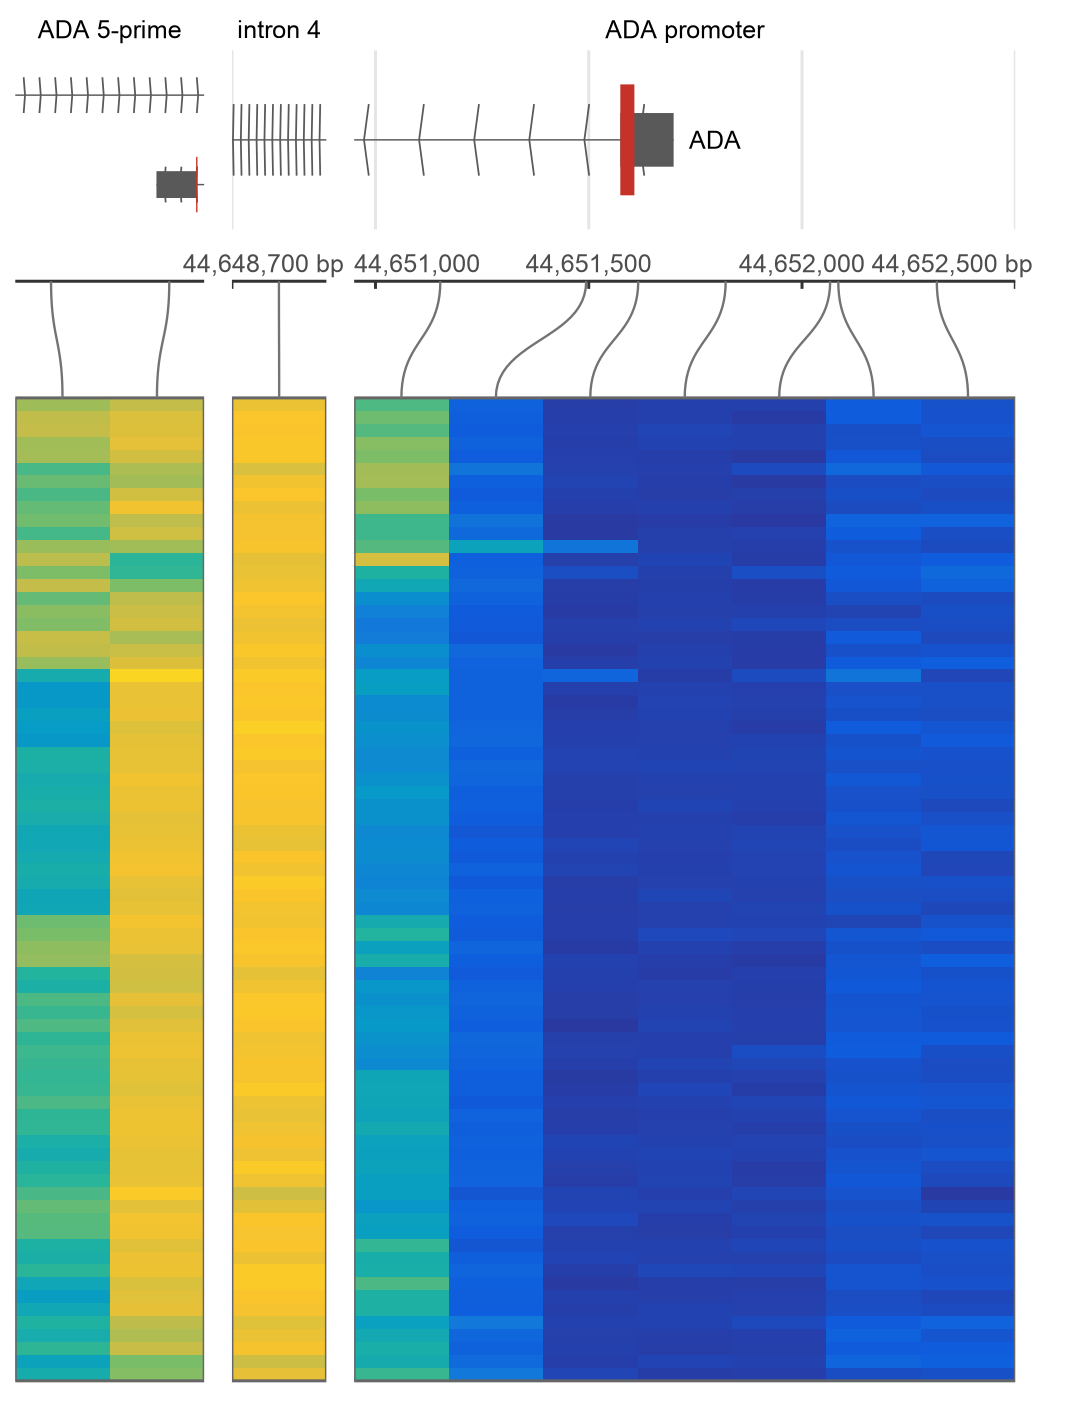 ADA 5-prime
intron 4
ADA promoter
ADA
44,648,700 bp
44,651,000
44,651,500
44,652,000
44,652,500 bp